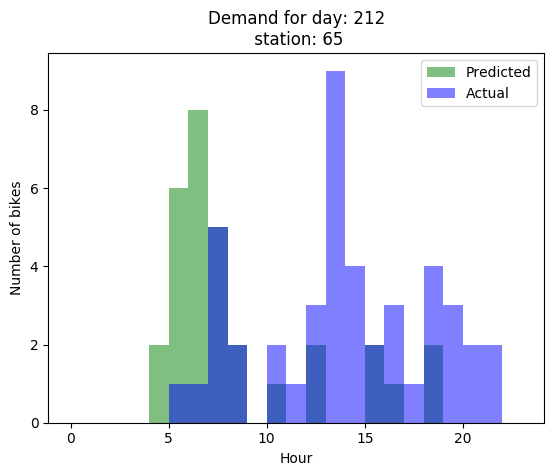 Demand for day: 212
station: 65
Predicted
Actual
Number of bikes
8
6
4
2
0
0
5
10
15
20
Hour